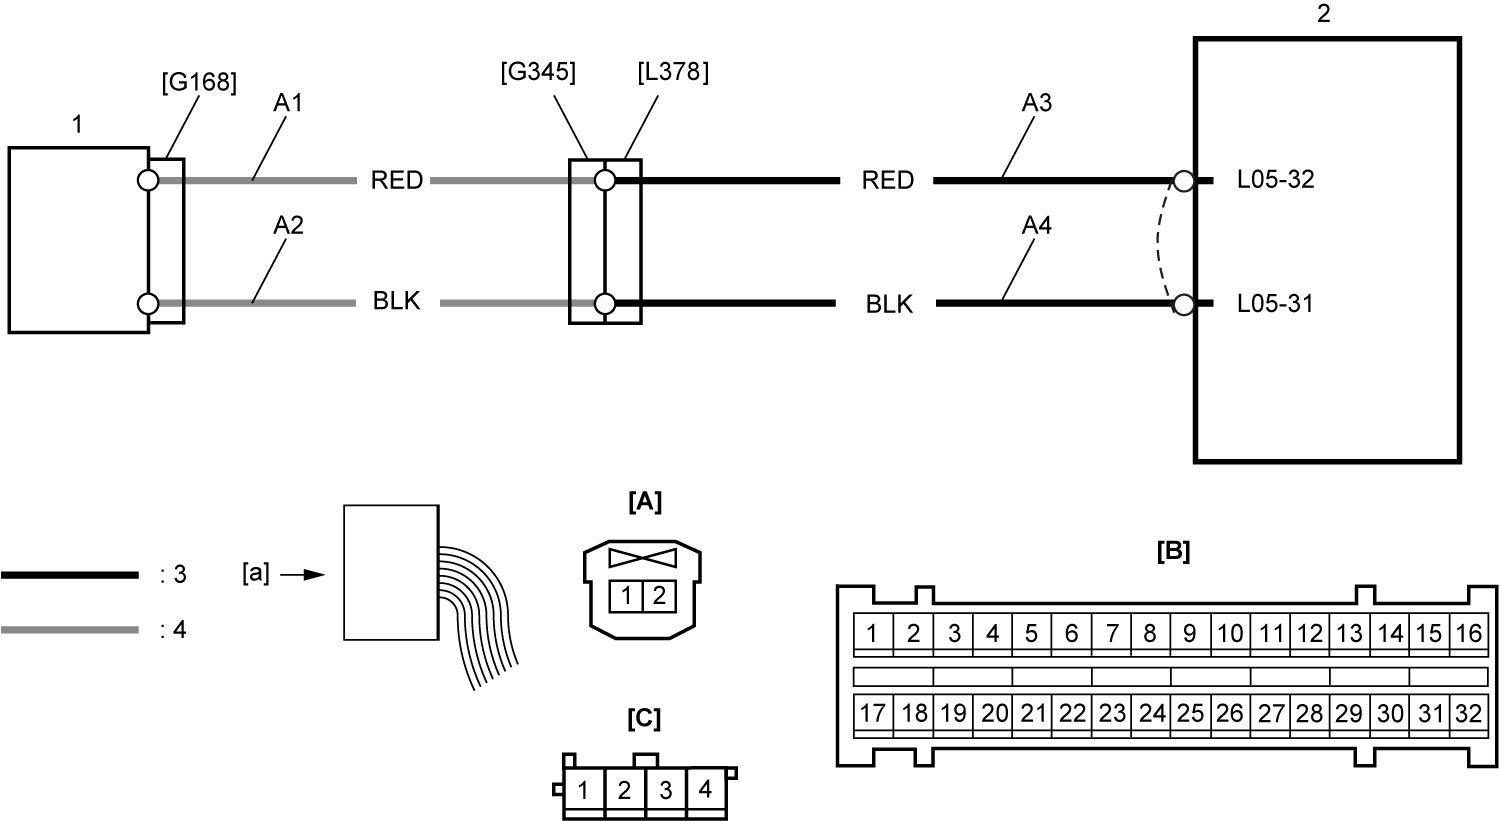 2
[G345] [L378]
[G168]
A1 A3
1
RED RED L05-32
A2 A4
BLK BLK L05-31
[A]
[B]
[a] : 3
1 2
: 4
1 2 3 4 5 6 7 8 9 10 11 12 13 14 15 16
17 18 19 20 21 22 23 24 25 26 27 28 29 30 31 32
[C]
1 2 3 4